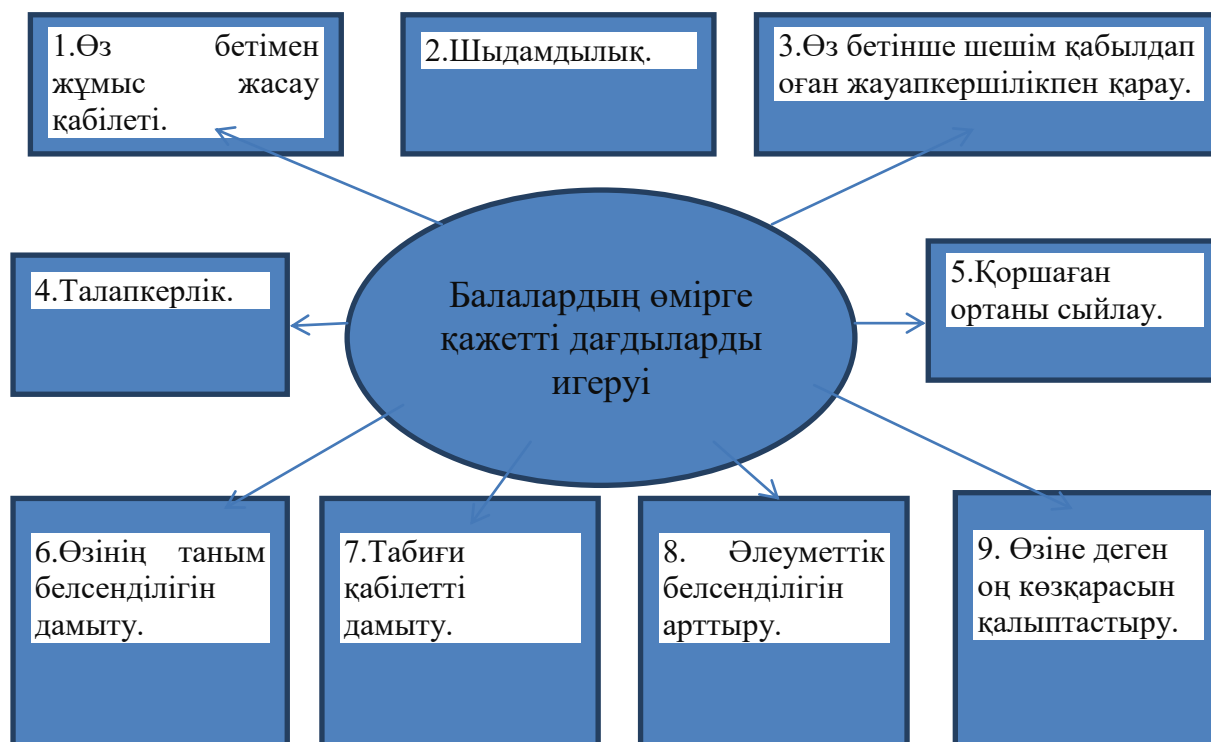 1.Өз бетімен
жұмыс жасау
қабілеті.
2.Шыдамдылық.
3.Өз бетінше шешім қабылдап
оған жауапкершілікпен қарау.
4.Талапкерлік.
Балалардың өмірге
қажетті дағдыларды
игеруі
5.Қоршаған
ортаны сыйлау.
6.Өзінің таным
белсенділігін
дамыту.
7.Табиғи
қабілетті
дамыту.
8. Әлеуметтік
белсенділігін
арттыру.
9. Өзіне деген
оң көзқарасын
қалыптастыру.